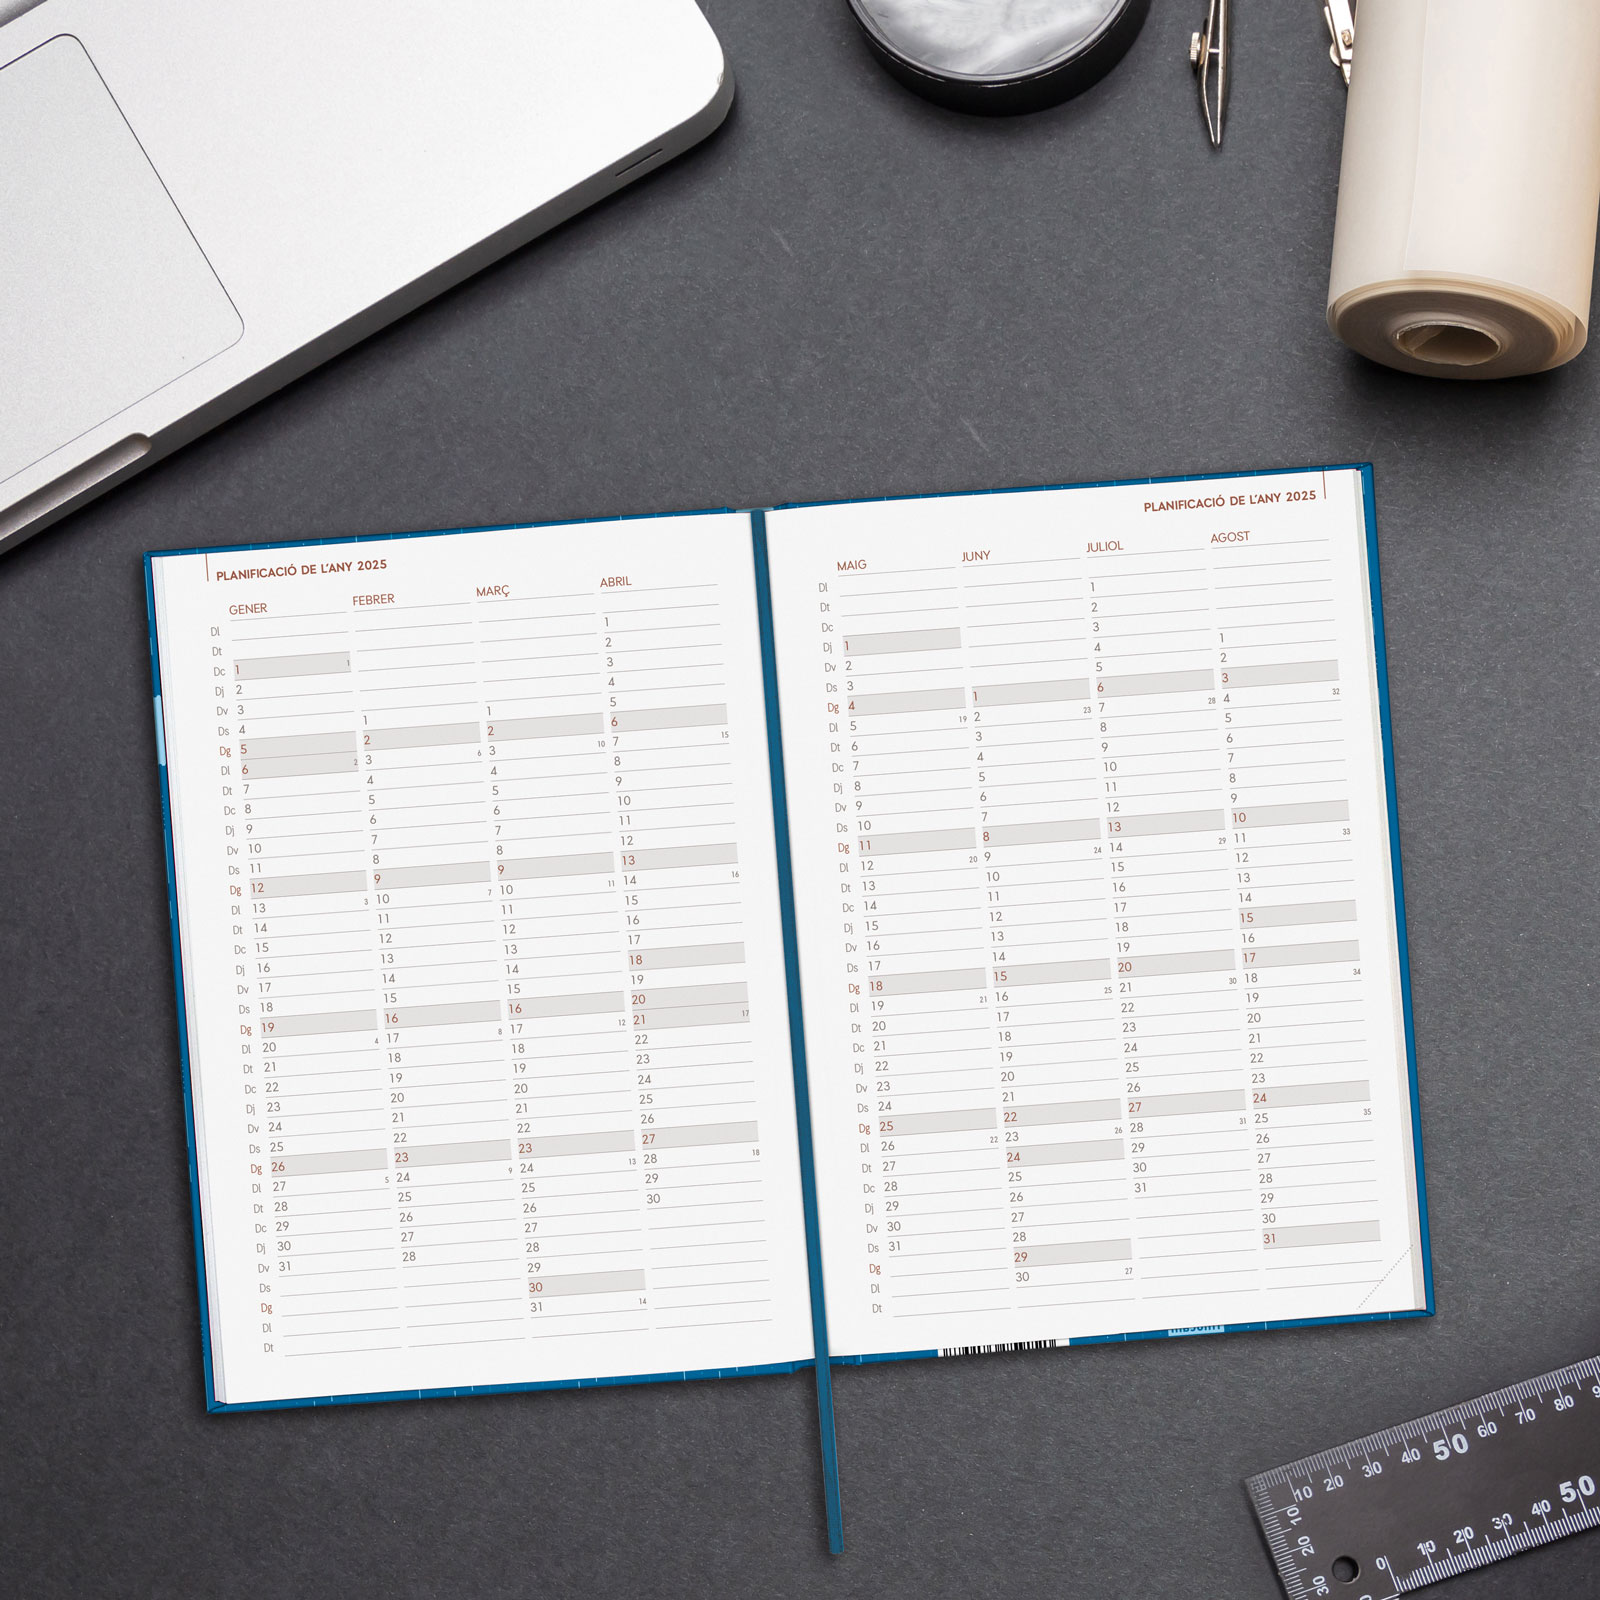 PLANIFICACIÓ DE L'ANY 2025
GENER FEBRER MARÇ ABRIL
Dl
Dt 1
Dc 1 1 2
Dj 2 3
Dv 3 4
Ds 4 1 1 5
Dg 5 2 2 6
Dl 6 2 3 6 3 10 7 15
Dt 7 4 4 8
Dc 8 5 5 9
Dj 9 6 6 10
Dv 10 7 7 11
Ds 11 8 8 12
Dg 12 9 9 13
Dl 13 3 10 7 10 11 14 16
Dt 14 11 11 15
Dc 15 12 12 16
Dj 16 13 13 17
Dv 17 14 14 18
Ds 18 15 15 19
Dg 19 16 16 20
Dl 20 4 17 8 17 12 21 17
Dt 21 18 18 22
Dc 22 19 19 23
Dj 23 20 20 24
Dv 24 21 21 25
Ds 25 22 22 26
Dg 26 23 23 27
Dl 27 5 24 9 24 13 28 18
Dt 28 25 25 29
Dc 29 26 26 30
Dj 30 27 27
Dv 31 28 28
Ds 29
Dg 30
Dl 31 14
Dt
PLANIFICACIÓ DE L'ANY 2025
MAIG JUNY JULIOL AGOST
Dl
Dt 1
Dc 2
Dj 1 3
Dv 2 4 1
Ds 3 5 2
Dg 4 1 6 3
Dl 5 19 2 23 7 28 4 32
Dt 6 3 8 5
Dc 7 4 9 6
Dj 8 5 10 7
Dv 9 6 11 8
Ds 10 7 12 9
Dg 11 8 13 10
Dl 12 20 9 24 14 29 11 33
Dt 13 10 15 12
Dc 14 11 16 13
Dj 15 12 17 14
Dv 16 13 18 15
Ds 17 14 19 16
Dg 18 15 20 17
Dl 19 21 16 25 21 30 18 34
Dt 20 17 22 19
Dc 21 18 23 20
Dj 22 19 24 21
Dv 23 20 25 22
Ds 24 21 26 23
Dg 25 22 27 24
Dl 26 22 23 26 28 31 25 35
Dt 27 24 29 26
Dc 28 25 30 27
Dj 29 26 31 28
Dv 30 27 29
Ds 31 28 30
Dg 29 31
Dl 30 27
Dt
10 20 30 40 50 60 70 80
10 20 30
0 10 20 30 40 50